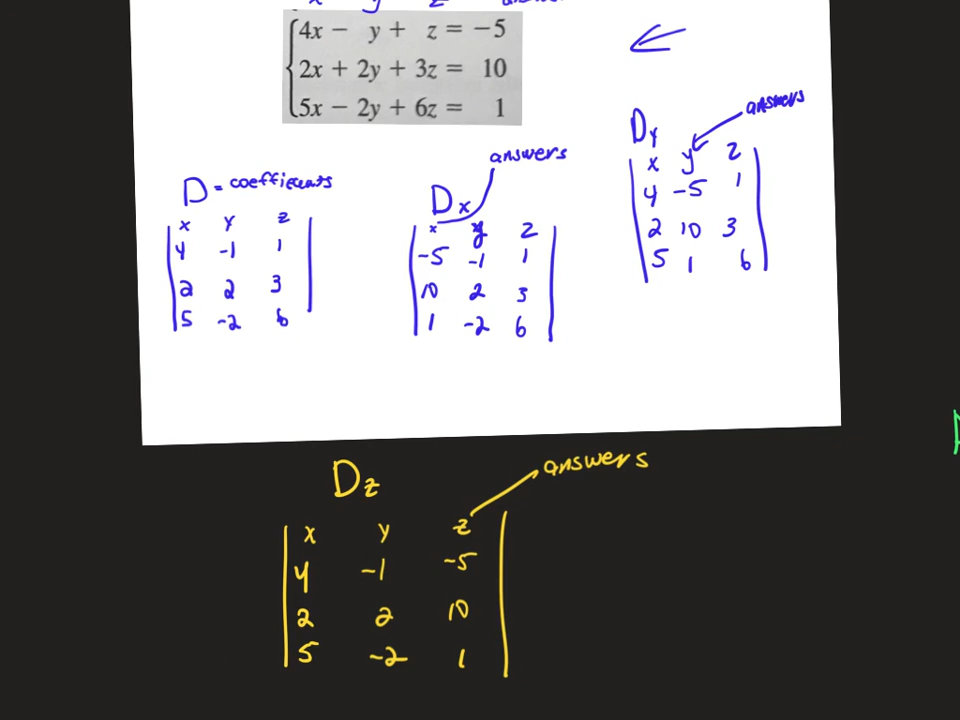 4x − y + z = −5
2x + 2y + 3z = 10
5x − 2y + 6z = 1
D = coefficients
x y z
4 -1 1
2 2 3
5 -2 6
answers
Dx
x y z
-5 -1 1
10 2 3
1 -2 6
answers
Dy
x y z
4 -5 1
2 10 3
5 1 6
Dz
answers
x y z
4 -1 -5
2 2 10
5 -2 1